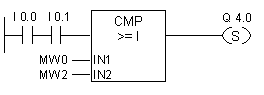 I 0.0 I 0.1 CMP Q 4.0
>= I S
MW0 IN1
MW2 IN2